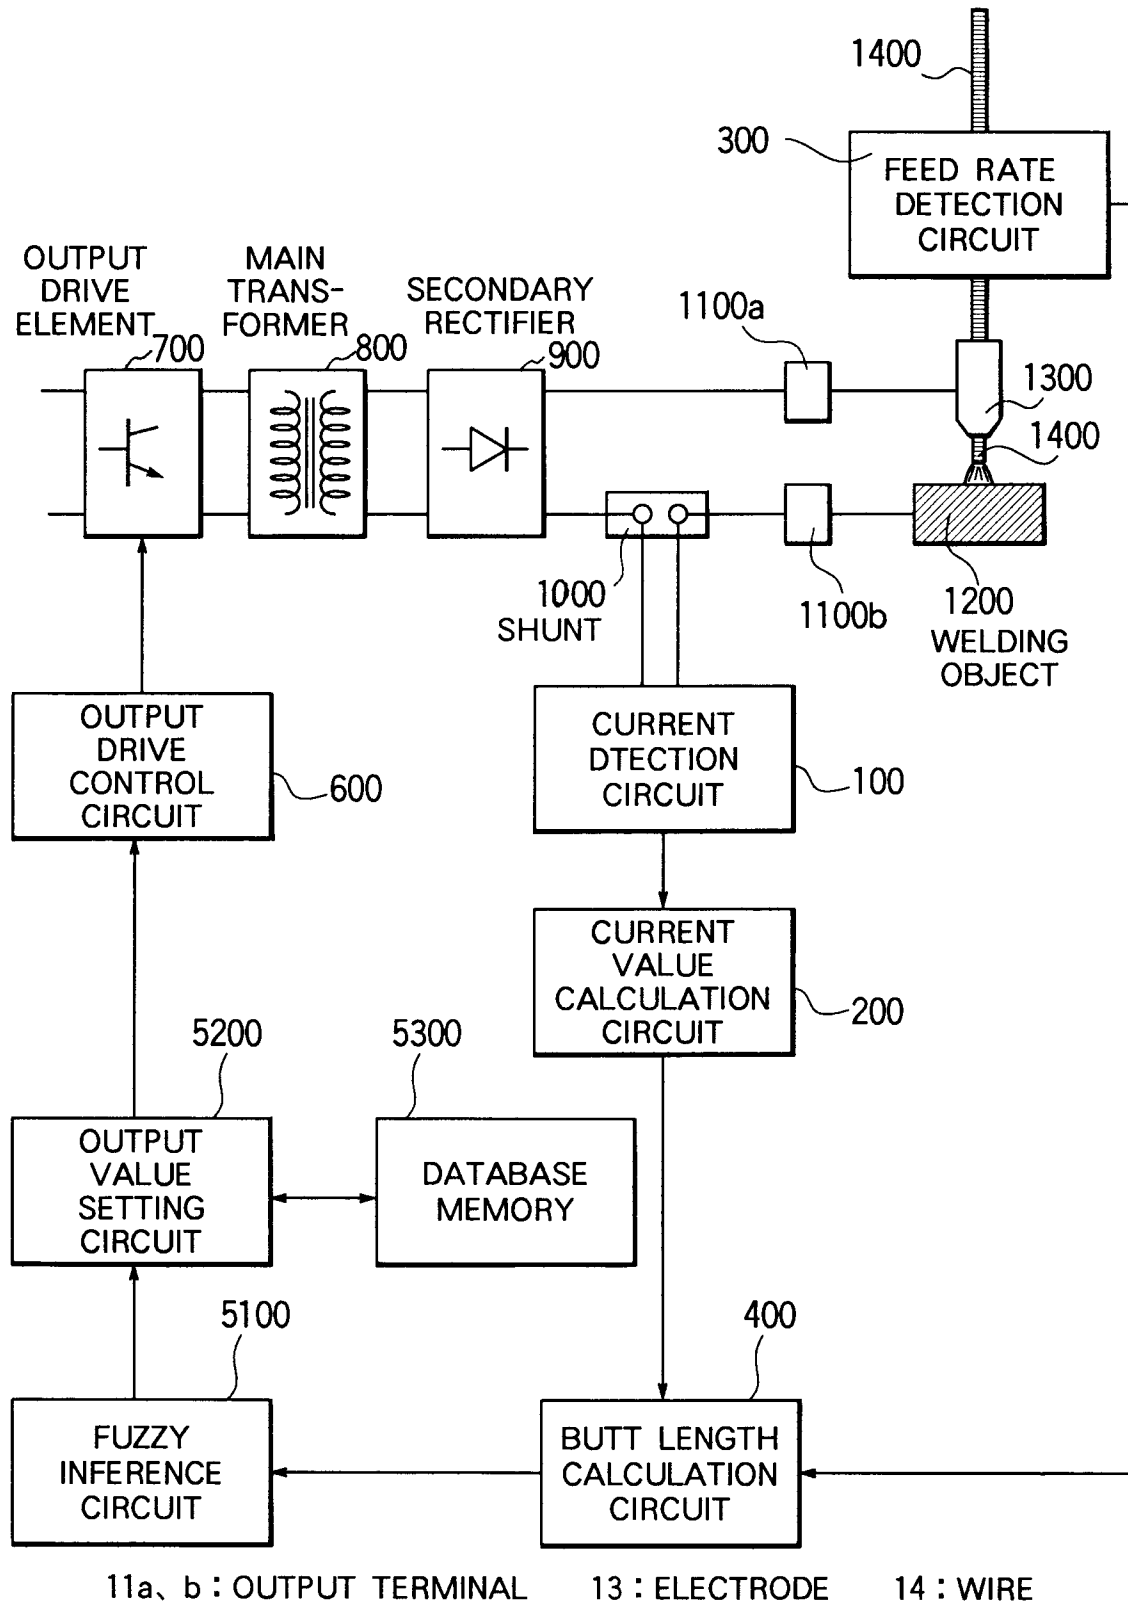 1400
300
FEED RATE
DETECTION
CIRCUIT
OUTPUT
DRIVE
ELEMENT
700
MAIN
TRANS-
FORMER
800
SECONDARY
RECTIFIER
900
1100a
1300
1400
1000
SHUNT
1100b
1200
WELDING
OBJECT
OUTPUT
DRIVE
CONTROL
CIRCUIT
600
CURRENT
DTECTION
CIRCUIT
100
CURRENT
VALUE
CALCULATION
CIRCUIT
200
5200
OUTPUT
VALUE
SETTING
CIRCUIT
5300
DATABASE
MEMORY
5100
FUZZY
INFERENCE
CIRCUIT
400
BUTT LENGTH
CALCULATION
CIRCUIT
11a、b : OUTPUT TERMINAL 13 : ELECTRODE 14 : WIRE